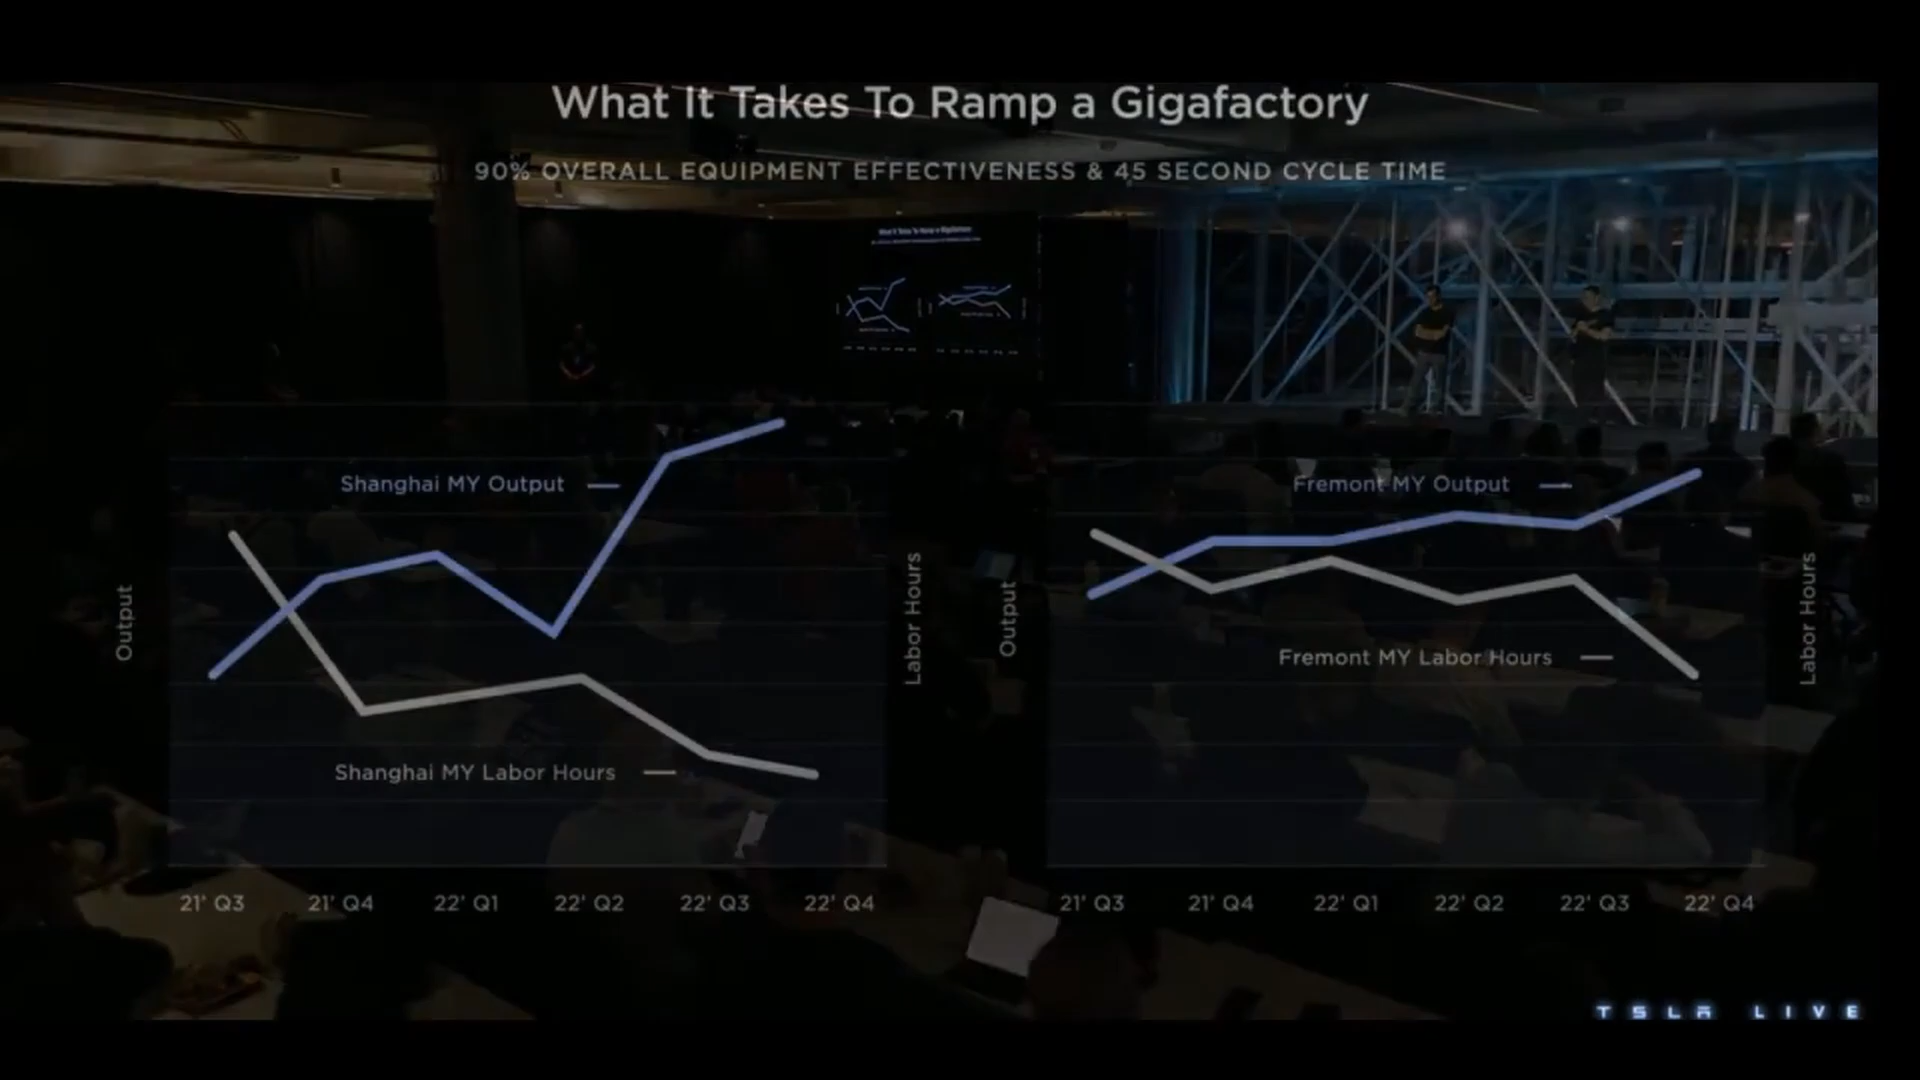 What It Takes To Ramp a Gigafactory
90% OVERALL EQUIPMENT EFFECTIVENESS & 45 SECOND CYCLE TIME
Shanghai MY Output
Output
Labor Hours
Shanghai MY Labor Hours
21' Q3 21' Q4 22' Q1 22' Q2 22' Q3 22' Q4
Fremont MY Output
Output
Labor Hours
Fremont MY Labor Hours
21' Q3 21' Q4 22' Q1 22' Q2 22' Q3 22' Q4
TSLA LIVE